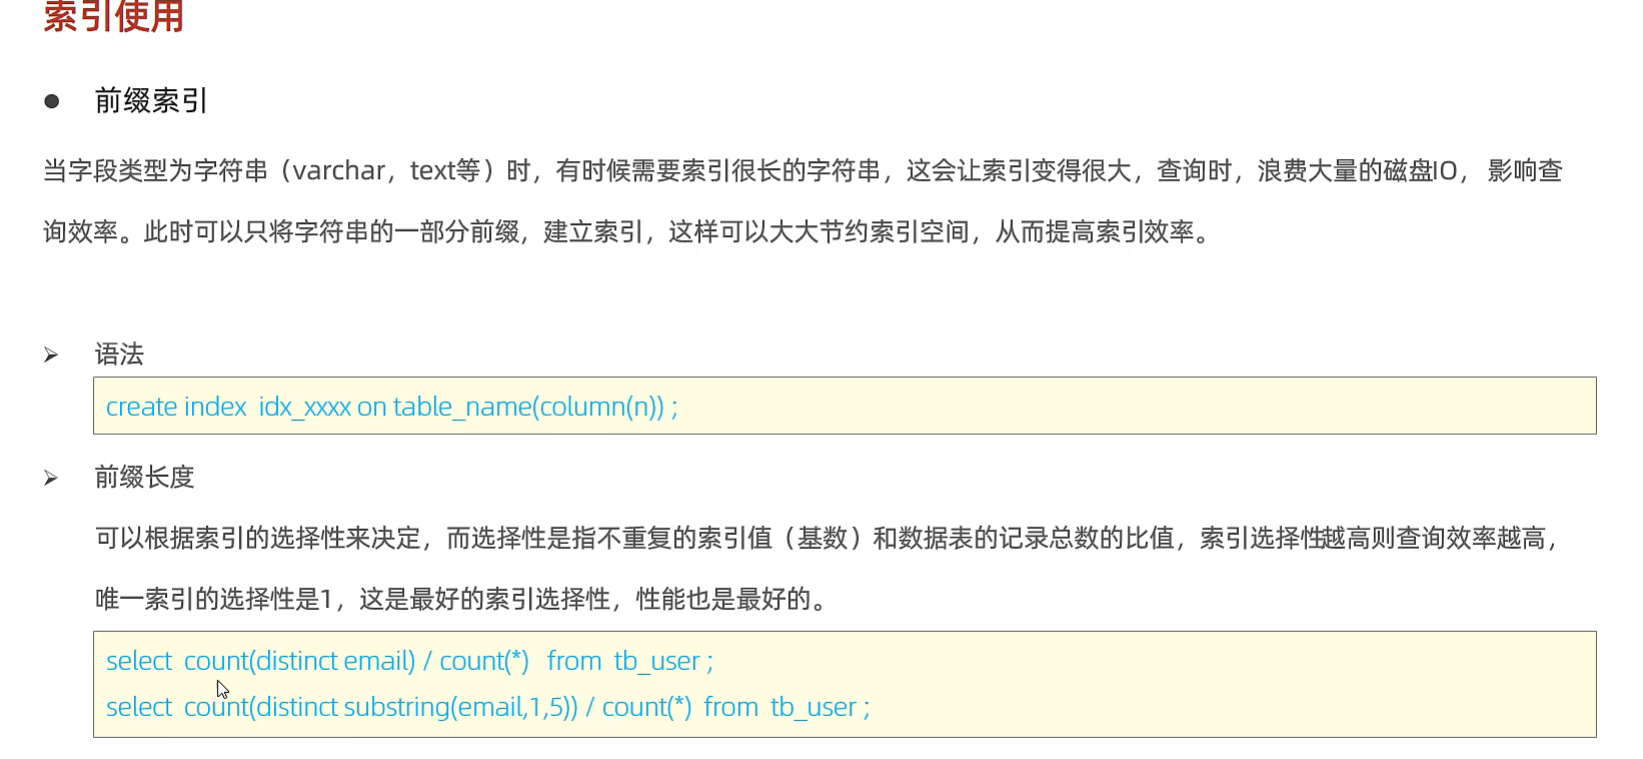 索引使用
● 前缀索引
当字段类型为字符串（varchar，text等）时，有时候需要索引很长的字符串，这会让索引变得很大，查询时，浪费大量的磁盘IO， 影响查
询效率。此时可以只将字符串的一部分前缀，建立索引，这样可以大大节约索引空间，从而提高索引效率。
➢ 语法
create index  idx_xxxx on table_name(column(n)) ;
➢ 前缀长度
可以根据索引的选择性来决定，而选择性是指不重复的索引值（基数）和数据表的记录总数的比值，索引选择性越高则查询效率越高，
唯一索引的选择性是1，这是最好的索引选择性，性能也是最好的。
select  count(distinct email) / count(*)   from  tb_user ;
select  count(distinct substring(email,1,5)) / count(*)  from  tb_user ;